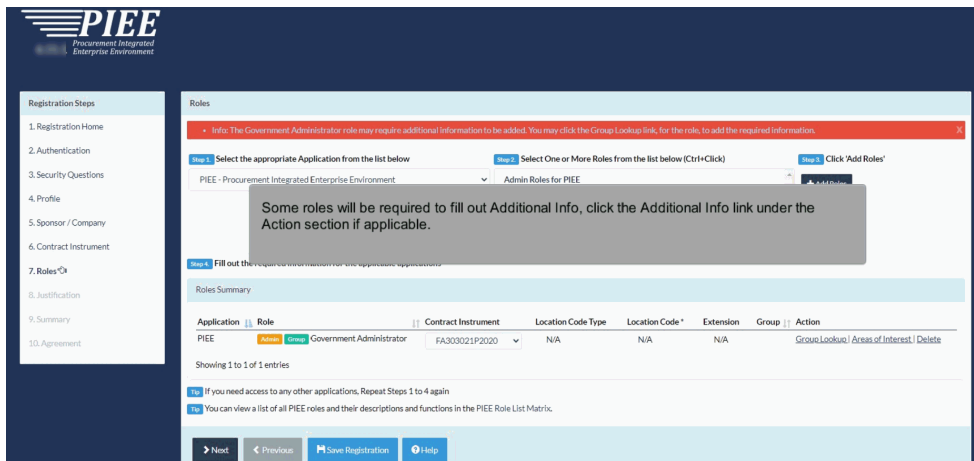 PIEE
Procurement Integrated
Enterprise Environment
Registration Steps
1. Registration Home
2. Authentication
3. Security Questions
4. Profile
5. Sponsor / Company
6. Contract Instrument
7. Roles
8. Justification
9. Summary
10. Agreement
Roles
• Info: The Government Administrator role may require additional information to be added. You may click the Group Lookup link, for the role, to add the required information.
X
Step 1. Select the appropriate Application from the list below
Step 2. Select One or More Roles from the list below (Ctrl+Click)
Step 3. Click 'Add Roles'
PIEE - Procurement Integrated Enterprise Environment
Admin Roles for PIEE
+ Add Roles
Some roles will be required to fill out Additional Info, click the Additional Info link under the
Action section if applicable.
Step 4. Fill out the required information for the applicable applications
Roles Summary
Application Role Contract Instrument Location Code Type Location Code * Extension Group Action
PIEE Admin Group Government Administrator FA303021P2020 N/A N/A N/A Group Lookup | Areas of Interest | Delete
Showing 1 to 1 of 1 entries
Tip If you need access to any other applications, Repeat Steps 1 to 4 again
Tip You can view a list of all PIEE roles and their descriptions and functions in the PIEE Role List Matrix.
Next Previous Save Registration Help